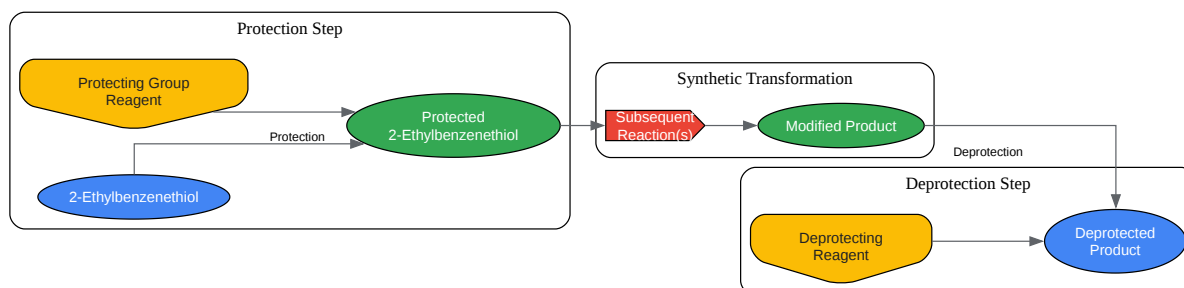 Protection Step
Protecting Group
Reagent
Protected
2-Ethylbenzenethiol
Protection
2-Ethylbenzenethiol
Synthetic Transformation
Subsequent
Reaction(s)
Modified Product
Deprotection
Deprotection Step
Deprotecting
Reagent
Deprotected
Product